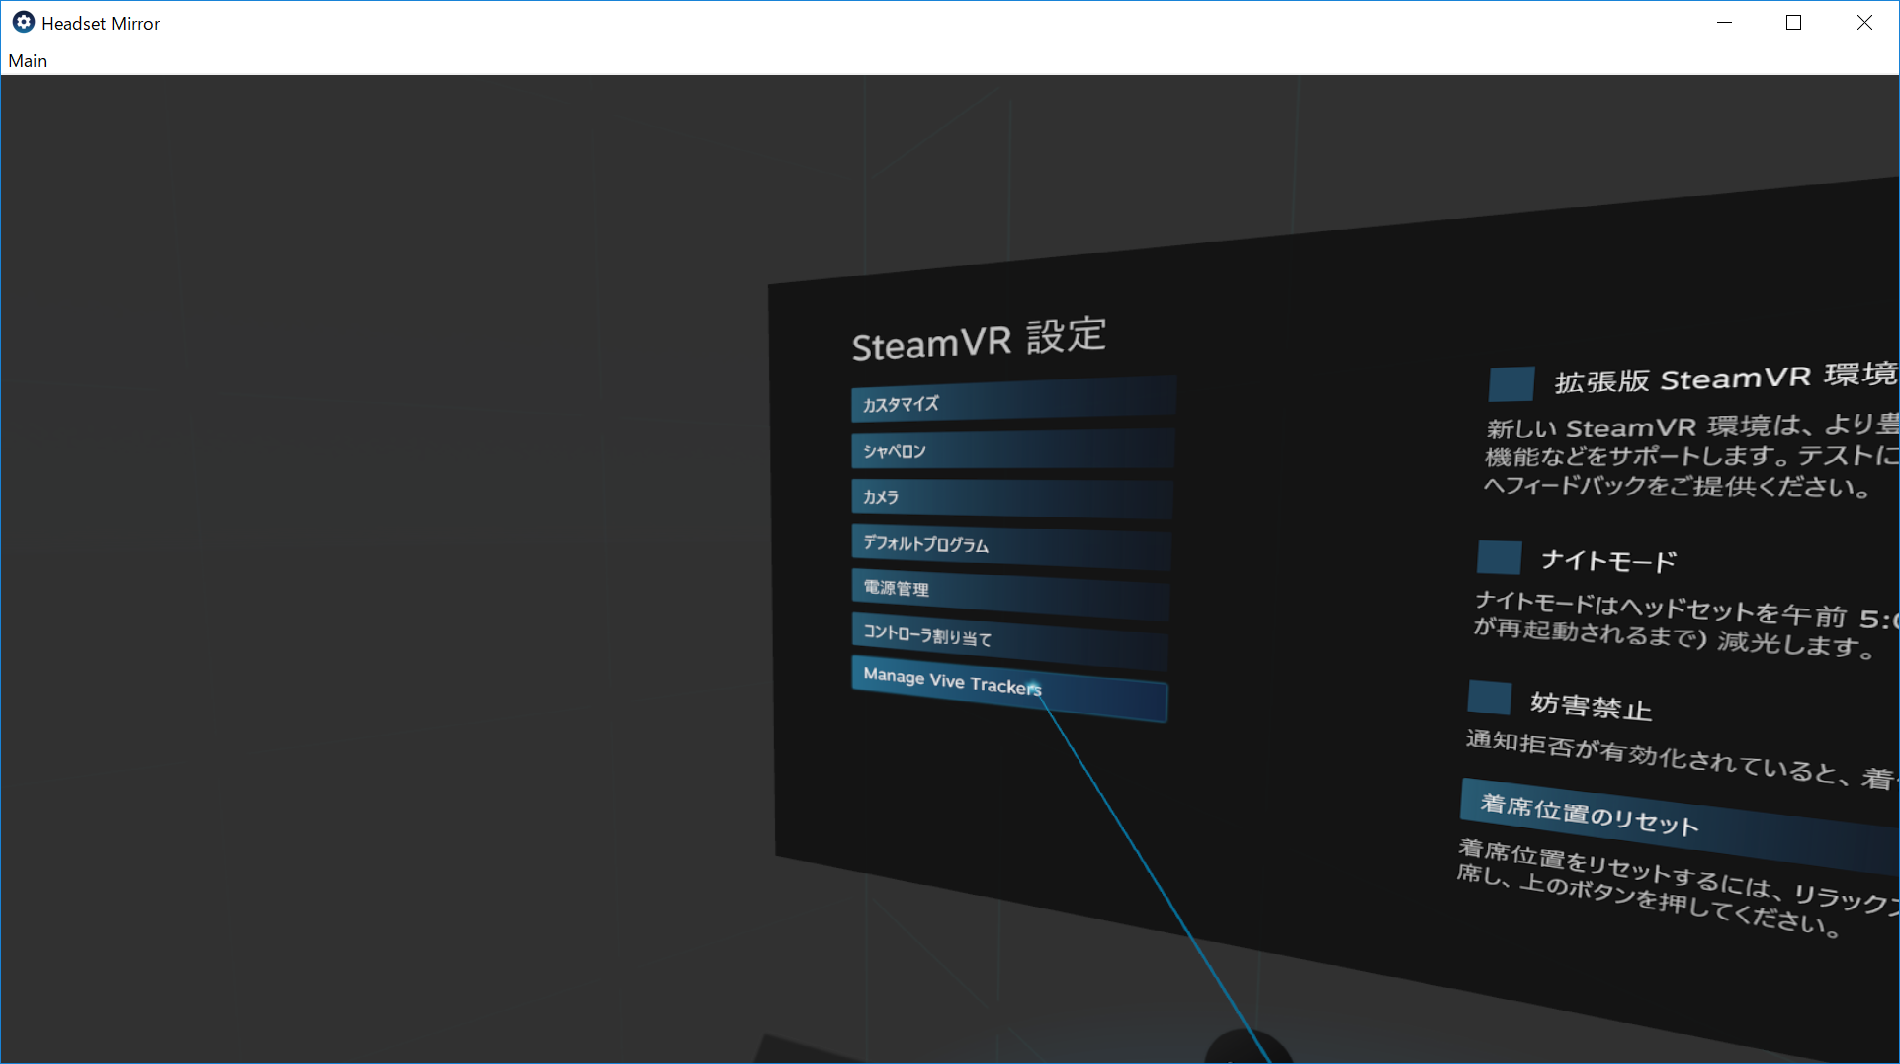 Headset Mirror
Main
SteamVR 設定
カスタマイズ
シャペロン
カメラ
デフォルトプログラム
電源管理
コントローラ割り当て
Manage Vive Trackers
拡張版 SteamVR 環境
新しい SteamVR 環境は、より豊
機能などをサポートします。テストに
へフィードバックをご提供ください。
ナイトモード
ナイトモードはヘッドセットを午前 5:0
が再起動されるまで) 減光します。
妨害禁止
通知拒否が有効化されていると、着
着席位置のリセット
着席位置をリセットするには、リラックス
席し、上のボタンを押してください。